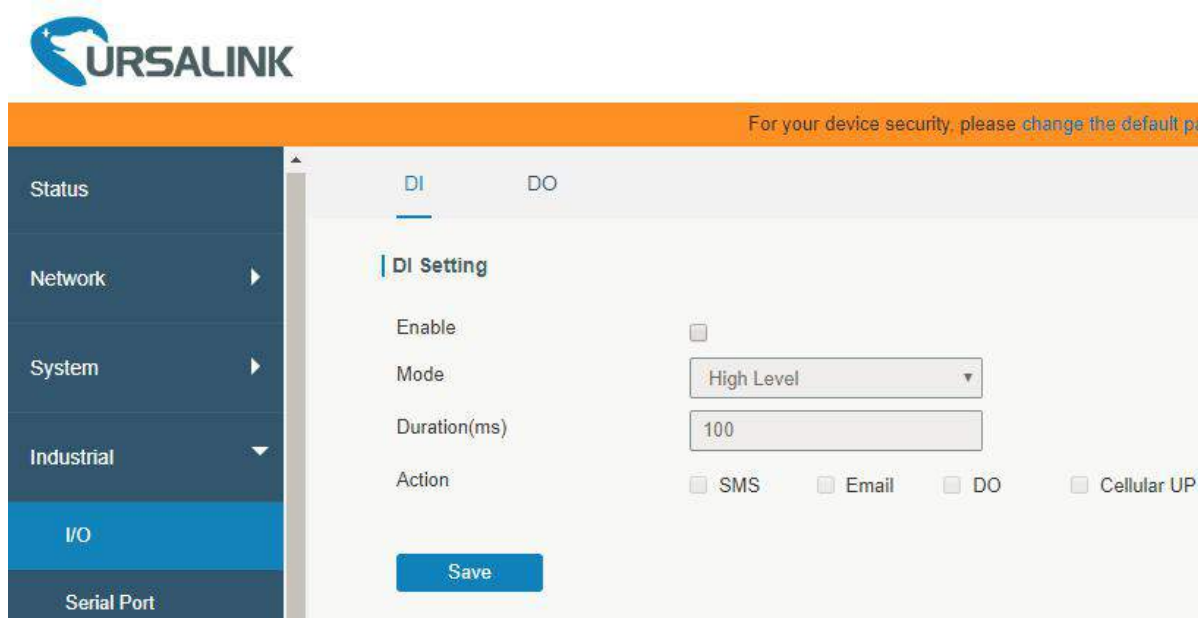 URSALINK
For your device security, please change the default
Status
DI DO
Network
DI Setting
Enable
System
Mode High Level
Duration(ms) 100
Industrial
Action SMS Email DO Cellular UP
I/O
Save
Serial Port